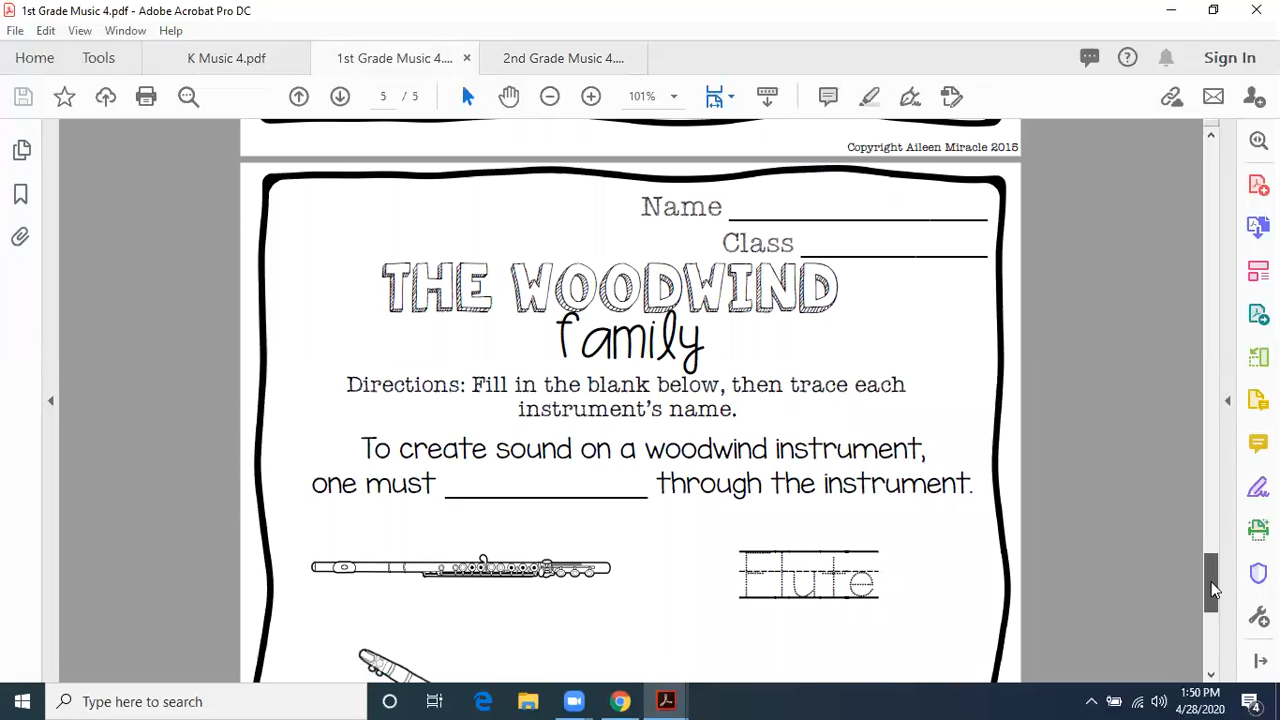 1st Grade Music 4.pdf - Adobe Acrobat Pro DC
File Edit View Window Help
Home Tools K Music 4.pdf 1st Grade Music 4.... × 2nd Grade Music 4....
Sign In
5 / 5 101%
Copyright Aileen Miracle 2015
Name
Class
THE WOODWIND
family
Directions: Fill in the blank below, then trace each
instrument's name.
To create sound on a woodwind instrument,
one must ____________ through the instrument.
Flute
Type here to search
1:50 PM
4/28/2020
4